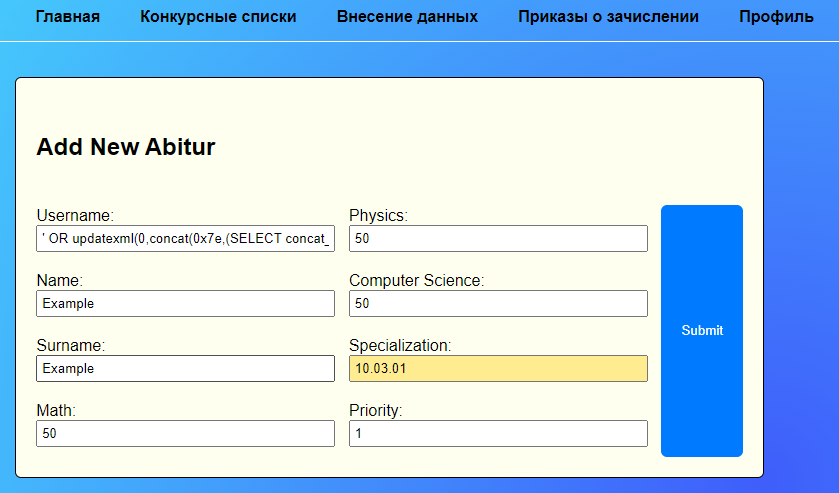 Главная Конкурсные списки Внесение данных Приказы о зачислении Профиль
Add New Abitur
Username:
' OR updatexml(0,concat(0x7e,(SELECT concat_
Name:
Example
Surname:
Example
Math:
50
Physics:
50
Computer Science:
50
Specialization:
10.03.01
Priority:
1
Submit